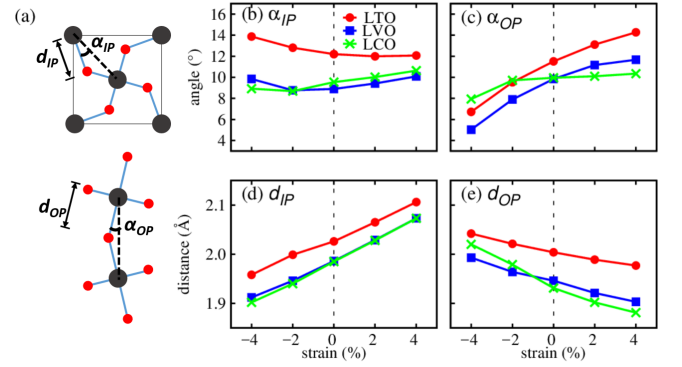 (a)
α_IP
d_IP
d_OP
α_OP
(b) α_IP
LTO
LVO
LCO
(c) α_OP
angle (°)
16
14
12
10
8
6
4
(d) d_IP
(e) d_OP
distance (Å)
2.1
2.0
1.9
−4 −2 0 2 4
strain (%)
−4 −2 0 2 4
strain (%)